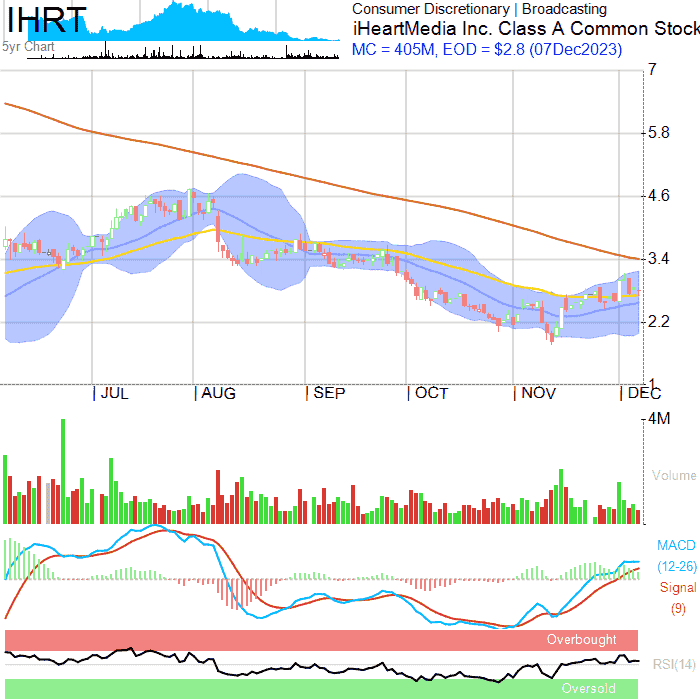 IHRT
Consumer Discretionary | Broadcasting
iHeartMedia Inc. Class A Common Stock
5yr Chart
MC = 405M, EOD = $2.8 (07Dec2023)
7
5.8
4.6
3.4
2.2
1
| JUL | AUG | SEP | OCT | NOV | DEC
4M
Volume
MACD
(12-26)
Signal
(9)
Overbought
RSI(14)
Oversold